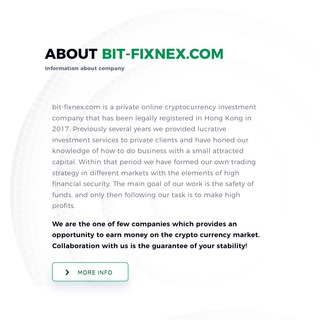 ABOUT BIT-FIXNEX.COM
Information about company
bit-fixnex.com is a private online cryptocurrency investment
company that has been legally registered in Hong Kong in
2017. Previously several years we provided lucrative
investment services to private clients and have honed our
knowledge of how to do business with a small attracted
capital. Within that period we have formed our own trading
strategy in different markets with the elements of high
financial security. The main goal of our work is the safety of
funds, and only then following our task is to make high
profits.
We are the one of few companies which provides an
opportunity to earn money on the crypto currency market.
Collaboration with us is the guarantee of your stability!
MORE INFO